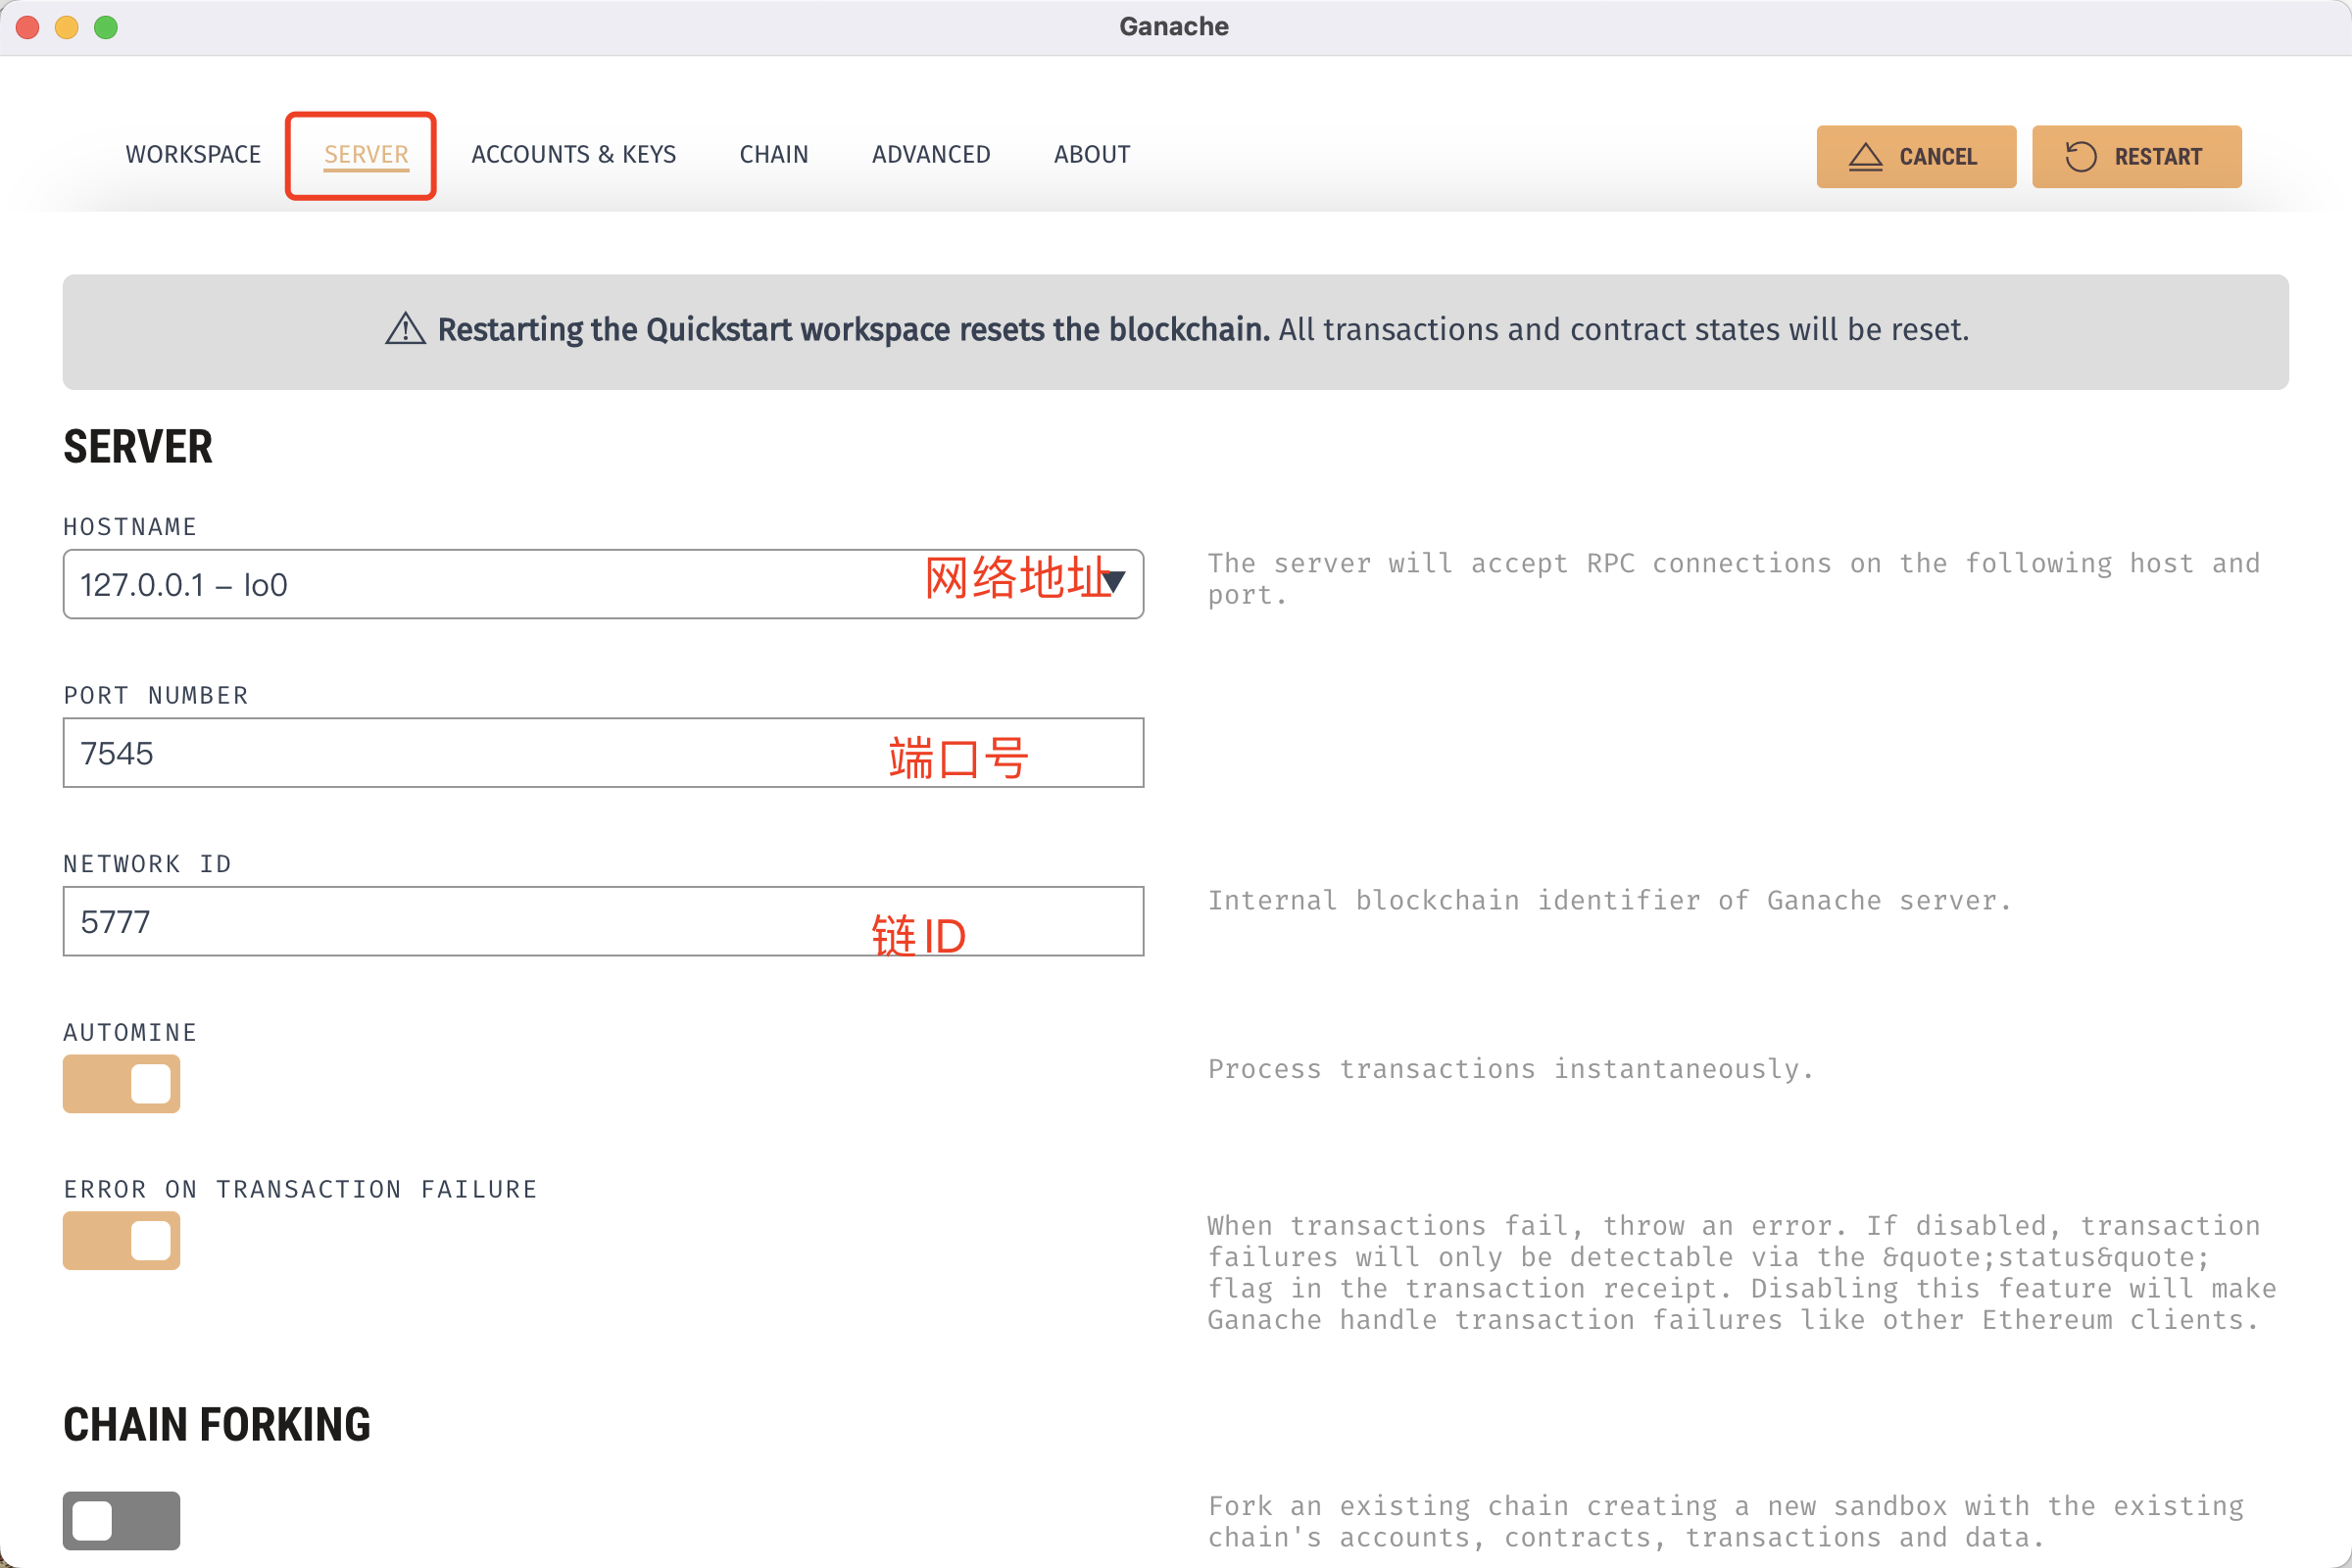 Ganache
WORKSPACE SERVER ACCOUNTS & KEYS CHAIN ADVANCED ABOUT CANCEL RESTART
Restarting the Quickstart workspace resets the blockchain. All transactions and contract states will be reset.
SERVER
HOSTNAME
127.0.0.1 – lo0 网络地址
The server will accept RPC connections on the following host and
port.
PORT NUMBER
7545 端口号
NETWORK ID
5777 链ID
Internal blockchain identifier of Ganache server.
AUTOMINE
Process transactions instantaneously.
ERROR ON TRANSACTION FAILURE
When transactions fail, throw an error. If disabled, transaction
failures will only be detectable via the &quote;status&quote;
flag in the transaction receipt. Disabling this feature will make
Ganache handle transaction failures like other Ethereum clients.
CHAIN FORKING
Fork an existing chain creating a new sandbox with the existing
chain's accounts, contracts, transactions and data.